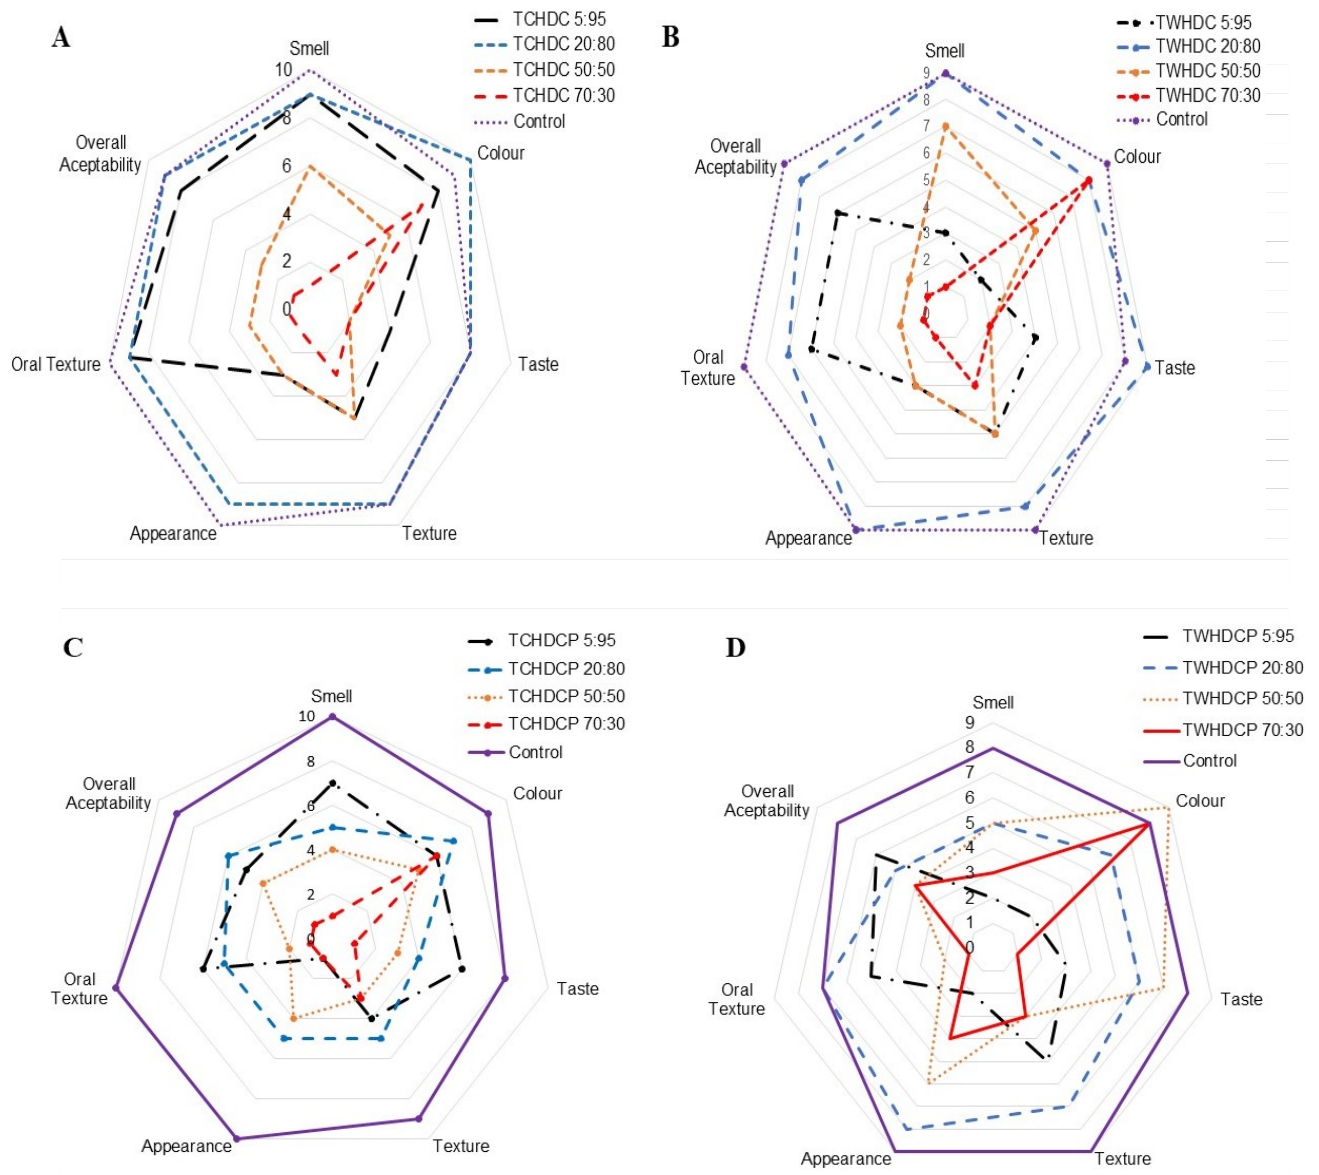 A
TCHDC 5:95
TCHDC 20:80
TCHDC 50:50
TCHDC 70:30
Control
Smell
10
8
6
4
2
0
Colour
Taste
Texture
Appearance
Oral Texture
Overall
Aceptability
B
TWHDC 5:95
TWHDC 20:80
TWHDC 50:50
TWHDC 70:30
Control
Smell
9
8
7
6
5
4
3
2
1
0
Colour
Taste
Texture
Appearance
Oral
Texture
Overall
Aceptability
C
TCHDCP 5:95
TCHDCP 20:80
TCHDCP 50:50
TCHDCP 70:30
Control
Smell
10
8
6
4
2
0
Colour
Taste
Texture
Appearance
Oral
Texture
Overall
Aceptability
D
TWHDCP 5:95
TWHDCP 20:80
TWHDCP 50:50
TWHDCP 70:30
Control
Smell
9
8
7
6
5
4
3
2
1
0
Colour
Taste
Texture
Appearance
Oral
Texture
Overall
Aceptability